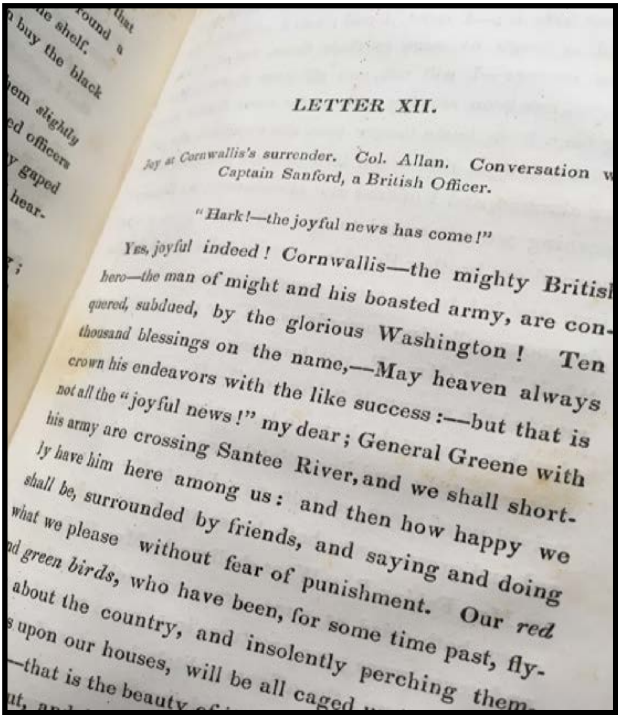 that
round a
he shelf.
buy the black
em slightly
ed officers
y gaped
hear-
;
LETTER XII.
Joy at Cornwallis's surrender. Col. Allan. Conversation w
Captain Sanford, a British Officer.
"Hark!—the joyful news has come!"
Yes, joyful indeed! Cornwallis—the mighty British
hero—the man of might and his boasted army, are con-
quered, subdued, by the glorious Washington! Ten
thousand blessings on the name,—May heaven always
crown his endeavors with the like success:—but that is
not all the "joyful news!" my dear; General Greene with
his army are crossing Santee River, and we shall short-
ly have him here among us: and then how happy we
shall be, surrounded by friends, and saying and doing
what we please without fear of punishment. Our red
nd green birds, who have been, for some time past, fly-
about the country, and insolently perching them-
s upon our houses, will be all caged
—that is the beauty of
ut, and